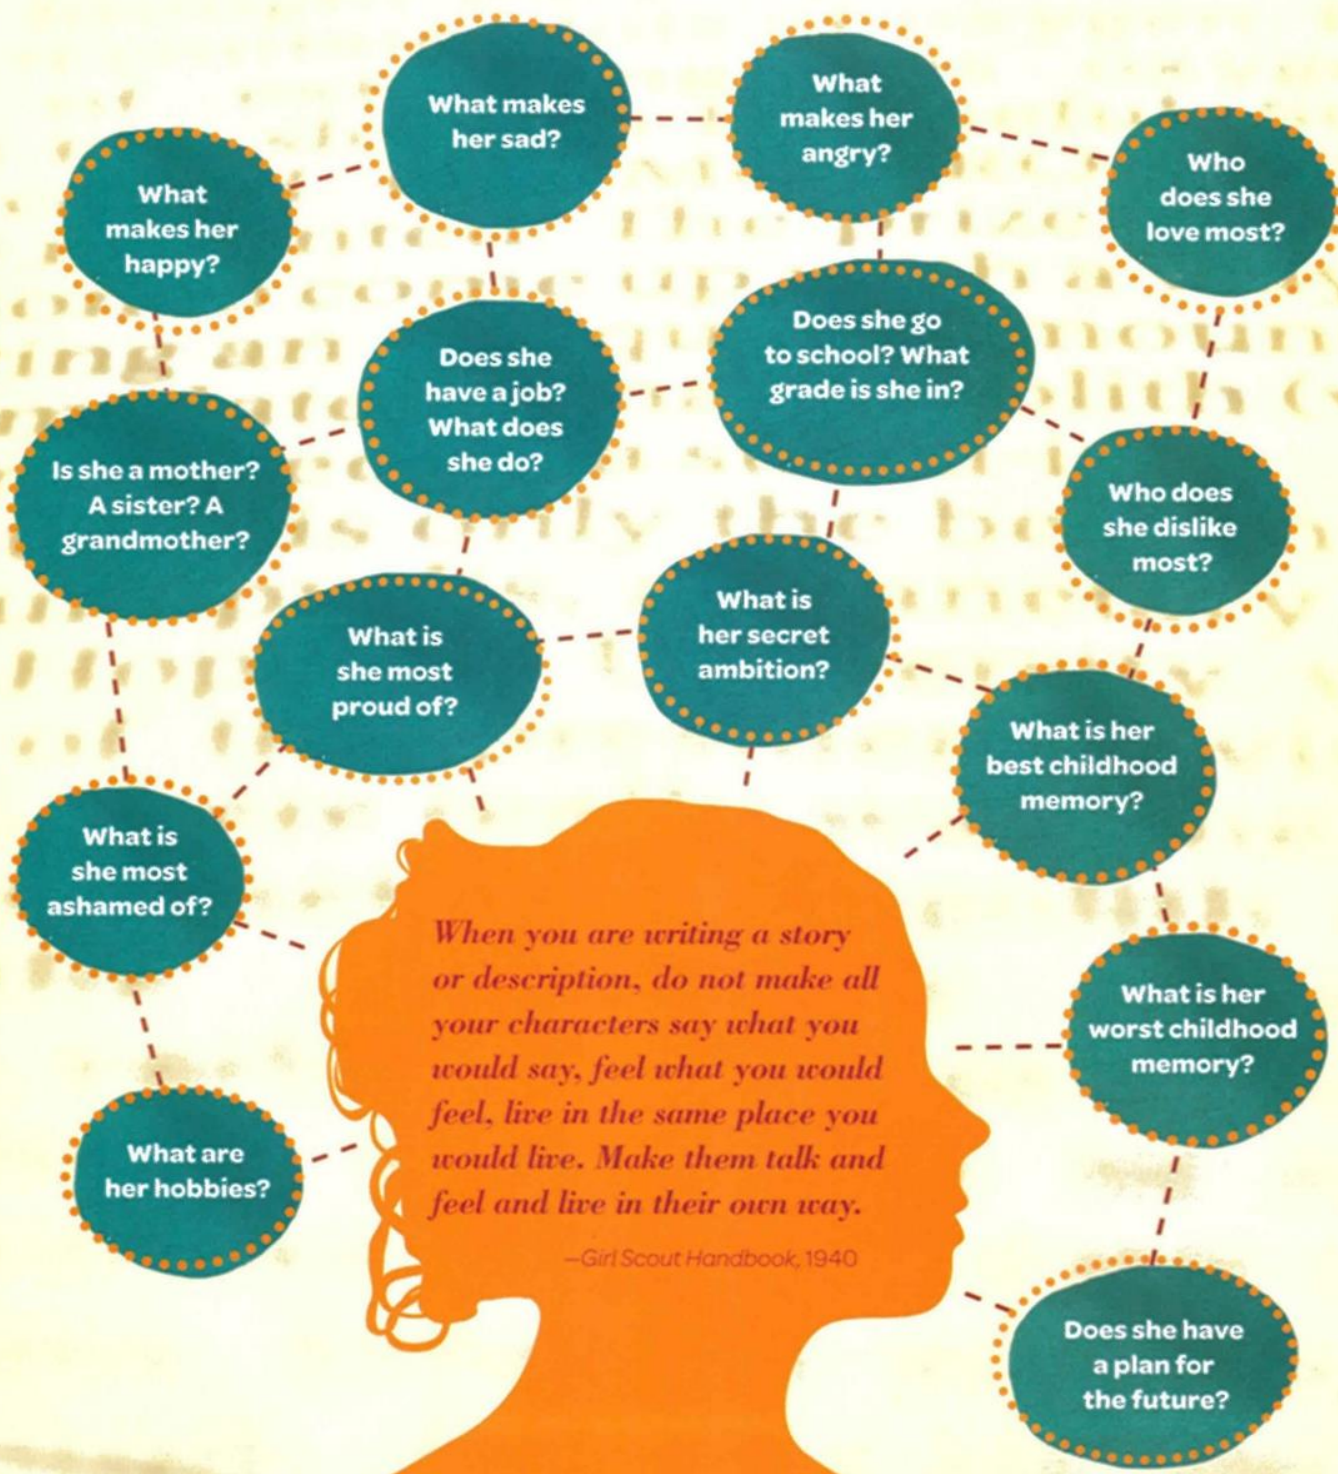 What makes
her sad?
What
makes her
angry?
Who
does she
love most?
What
makes her
happy?
Does she
have a job?
What does
she do?
Does she go
to school? What
grade is she in?
Is she a mother?
A sister? A
grandmother?
Who does
she dislike
most?
What is
she most
proud of?
What is
her secret
ambition?
What is her
best childhood
memory?
What is
she most
ashamed of?
When you are writing a story
or description, do not make all
your characters say what you
would say, feel what you would
feel, live in the same place you
would live. Make them talk and
feel and live in their own way.
—Girl Scout Handbook, 1940
What is her
worst childhood
memory?
What are
her hobbies?
Does she have
a plan for
the future?